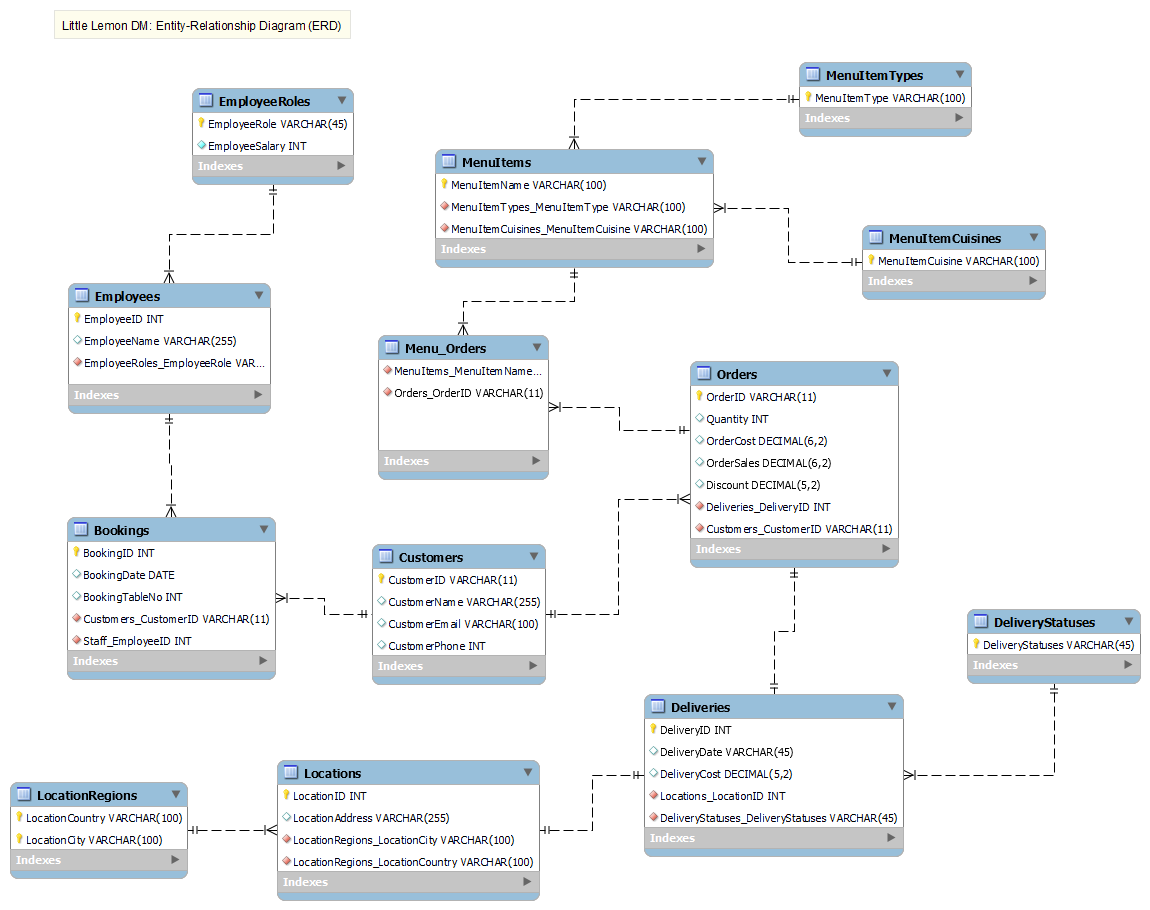 Little Lemon DM: Entity-Relationship Diagram (ERD)
EmployeeRoles
EmployeeRole VARCHAR(45)
EmployeeSalary INT
Indexes
MenuItemTypes
MenuItemType VARCHAR(100)
Indexes
MenuItems
MenuItemName VARCHAR(100)
MenuItemTypes_MenuItemType VARCHAR(100)
MenuItemCuisines_MenuItemCuisine VARCHAR(100)
Indexes
MenuItemCuisines
MenuItemCuisine VARCHAR(100)
Indexes
Employees
EmployeeID INT
EmployeeName VARCHAR(255)
EmployeeRoles_EmployeeRole VAR...
Indexes
Menu_Orders
MenuItems_MenuItemName...
Orders_OrderID VARCHAR(11)
Indexes
Orders
OrderID VARCHAR(11)
Quantity INT
OrderCost DECIMAL(6,2)
OrderSales DECIMAL(6,2)
Discount DECIMAL(5,2)
Deliveries_DeliveryID INT
Customers_CustomerID VARCHAR(11)
Indexes
Bookings
BookingID INT
BookingDate DATE
BookingTableNo INT
Customers_CustomerID VARCHAR(11)
Staff_EmployeeID INT
Indexes
Customers
CustomerID VARCHAR(11)
CustomerName VARCHAR(255)
CustomerEmail VARCHAR(100)
CustomerPhone INT
Indexes
DeliveryStatuses
DeliveryStatuses VARCHAR(45)
Indexes
Deliveries
DeliveryID INT
DeliveryDate VARCHAR(45)
DeliveryCost DECIMAL(5,2)
Locations_LocationID INT
DeliveryStatuses_DeliveryStatuses VARCHAR(45)
Indexes
LocationRegions
LocationCountry VARCHAR(100)
LocationCity VARCHAR(100)
Indexes
Locations
LocationID INT
LocationAddress VARCHAR(255)
LocationRegions_LocationCity VARCHAR(100)
LocationRegions_LocationCountry VARCHAR(100)
Indexes